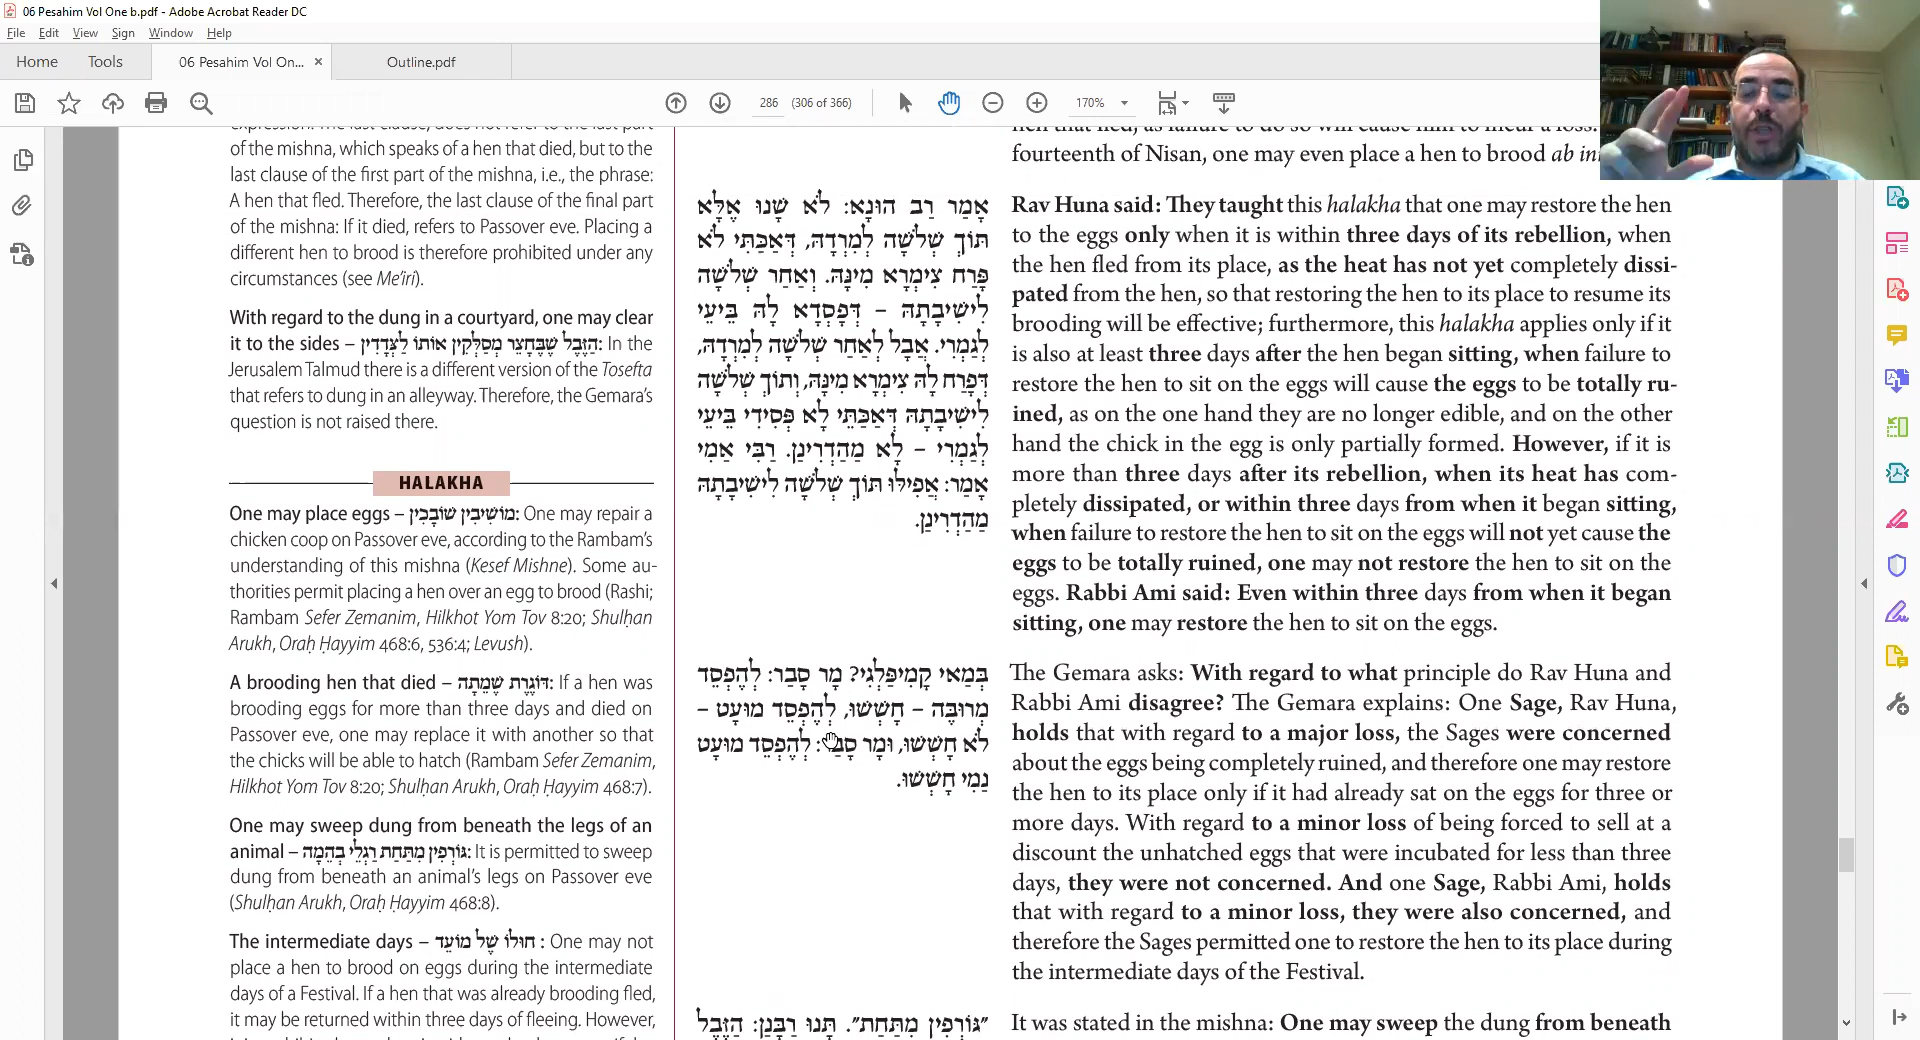 06 Pesahim Vol One b.pdf - Adobe Acrobat Reader DC
File Edit View Sign Window Help
Home Tools 06 Pesahim Vol On... × Outline.pdf
286 (306 of 366) 170%
expression. The last clause, does not refer to the last part
of the mishna, which speaks of a hen that died, but to the
last clause of the first part of the mishna, i.e., the phrase:
A hen that fled. Therefore, the last clause of the final part
of the mishna: If it died, refers to Passover eve. Placing a
different hen to brood is therefore prohibited under any
circumstances (see Me'iri).
With regard to the dung in a courtyard, one may clear
it to the sides – הַזֶּבֶל שֶׁבֶּחָצֵר מְסַלְּקִין אוֹתוֹ לַצְּדָדִין: In the
Jerusalem Talmud there is a different version of the Tosefta
that refers to dung in an alleyway. Therefore, the Gemara's
question is not raised there.
HALAKHA
One may place eggs – מוֹשִׁיבִין שׁוֹבָכִין: One may repair a
chicken coop on Passover eve, according to the Rambam's
understanding of this mishna (Kesef Mishne). Some au-
thorities permit placing a hen over an egg to brood (Rashi;
Rambam Sefer Zemanim, Hilkhot Yom Tov 8:20; Shulḥan
Arukh, Oraḥ Ḥayyim 468:6, 536:4; Levush).
A brooding hen that died – דּוֹגֶרֶת שֶׁמֵּתָה: If a hen was
brooding eggs for more than three days and died on
Passover eve, one may replace it with another so that
the chicks will be able to hatch (Rambam Sefer Zemanim,
Hilkhot Yom Tov 8:20; Shulḥan Arukh, Oraḥ Ḥayyim 468:7).
One may sweep dung from beneath the legs of an
animal – גּוֹרְפִין מִתַּחַת רַגְלֵי בְהֵמָה: It is permitted to sweep
dung from beneath an animal's legs on Passover eve
(Shulḥan Arukh, Oraḥ Ḥayyim 468:8).
The intermediate days – חוּלּוֹ שֶׁל מוֹעֵד : One may not
place a hen to brood on eggs during the intermediate
days of a Festival. If a hen that was already brooding fled,
it may be returned within three days of fleeing. However,
אָמַר רַב הוּנָא: לֹא שָׁנוּ אֶלָּא
תּוֹךְ שְׁלֹשָׁה לְמִרְדָהּ, דְּאַכַּתִּי לֹא
פָּרַח צִימְרָא מִינַּהּ. וְאַחַר שְׁלֹשָׁה
לִישִׁיבָתָהּ – דְּפָסְדָא לַהּ בֵּיעֵי
לְגַמְרֵי. אֲבָל לְאַחַר שְׁלֹשָׁה לְמִרְדָהּ,
דְּפָרַח לַהּ צִימְרָא מִינַּהּ, וְתוֹךְ שְׁלֹשָׁה
לִישִׁיבָתָהּ דְּאַכַּתֵּי לָא פְּסִידִי בֵּיעֵי
לְגַמְרֵי – לָא מַהַדְרִינַן. רַבִּי אַמֵּי
אָמַר: אֲפִילּוּ תּוֹךְ שְׁלֹשָׁה לִישִׁיבָתָהּ
מַהַדְרִינַן.
בְּמַאי קָמִיפַּלְגִי? מָר סָבַר: לְהֶפְסֵד
מְרוּבֶּה – חָשְׁשׁוּ, לְהֶפְסֵד מוּעָט –
לֹא חָשְׁשׁוּ, וּמָר : לְהֶפְסֵד מוּעָט
נַמִי חָשְׁשׁוּ.
״גּוֹרְפִין מִתַּחַת״. תָּנוּ רַבָּנַן: הַזֶּבֶל
fourteenth of Nisan, one may even place a hen to brood ab
Rav Huna said: They taught this halakha that one may restore the hen
to the eggs only when it is within three days of its rebellion, when
the hen fled from its place, as the heat has not yet completely dissi-
pated from the hen, so that restoring the hen to its place to resume its
brooding will be effective; furthermore, this halakha applies only if it
is also at least three days after the hen began sitting, when failure to
restore the hen to sit on the eggs will cause the eggs to be totally ru-
ined, as on the one hand they are no longer edible, and on the other
hand the chick in the egg is only partially formed. However, if it is
more than three days after its rebellion, when its heat has com-
pletely dissipated, or within three days from when it began sitting,
when failure to restore the hen to sit on the eggs will not yet cause the
eggs to be totally ruined, one may not restore the hen to sit on the
eggs. Rabbi Ami said: Even within three days from when it began
sitting, one may restore the hen to sit on the eggs.
The Gemara asks: With regard to what principle do Rav Huna and
Rabbi Ami disagree? The Gemara explains: One Sage, Rav Huna,
holds that with regard to a major loss, the Sages were concerned
about the eggs being completely ruined, and therefore one may restore
the hen to its place only if it had already sat on the eggs for three or
more days. With regard to a minor loss of being forced to sell at a
discount the unhatched eggs that were incubated for less than three
days, they were not concerned. And one Sage, Rabbi Ami, holds
that with regard to a minor loss, they were also concerned, and
therefore the Sages permitted one to restore the hen to its place during
the intermediate days of the Festival.
It was stated in the mishna: One may sweep the dung from beneath